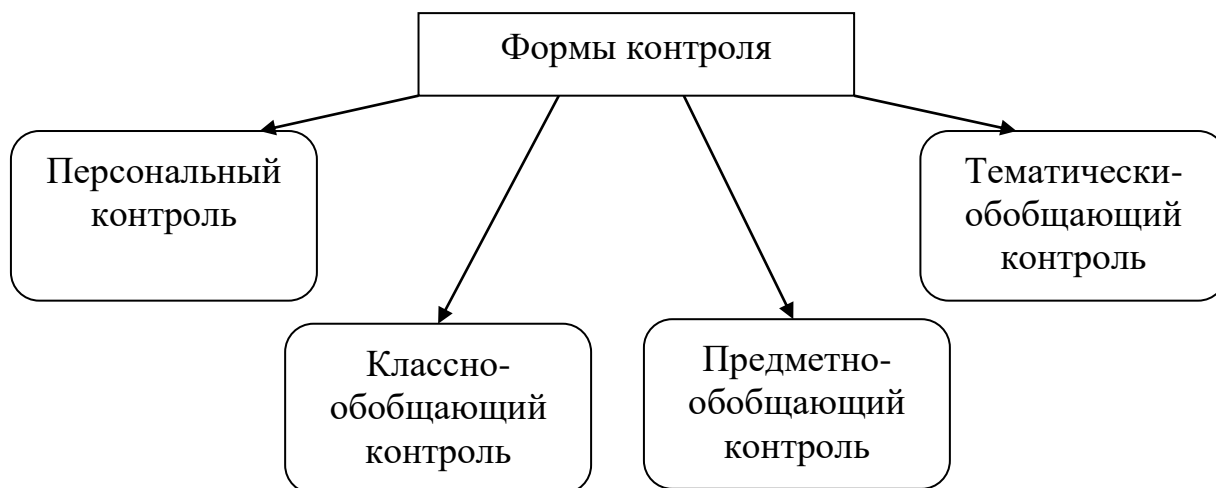 Формы контроля
Персональный
контроль
Тематически-
обобщающий
контроль
Классно-
обобщающий
контроль
Предметно-
обобщающий
контроль